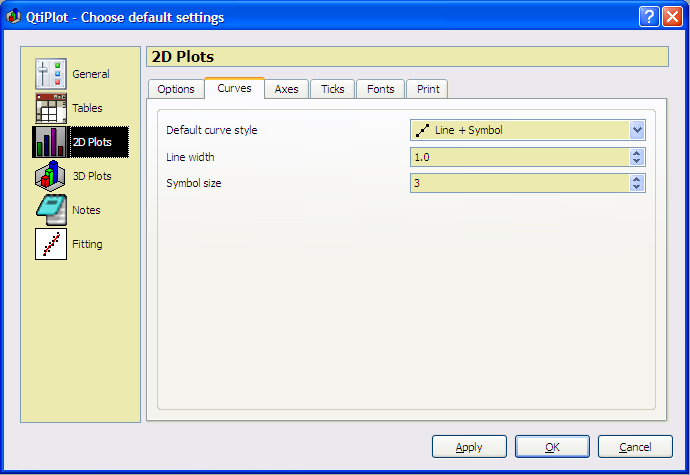 QtiPlot - Choose default settings
General
Tables
2D Plots
3D Plots
Notes
Fitting
2D Plots
Options Curves Axes Ticks Fonts Print
Default curve style Line + Symbol
Line width 1.0
Symbol size 3
Apply OK Cancel